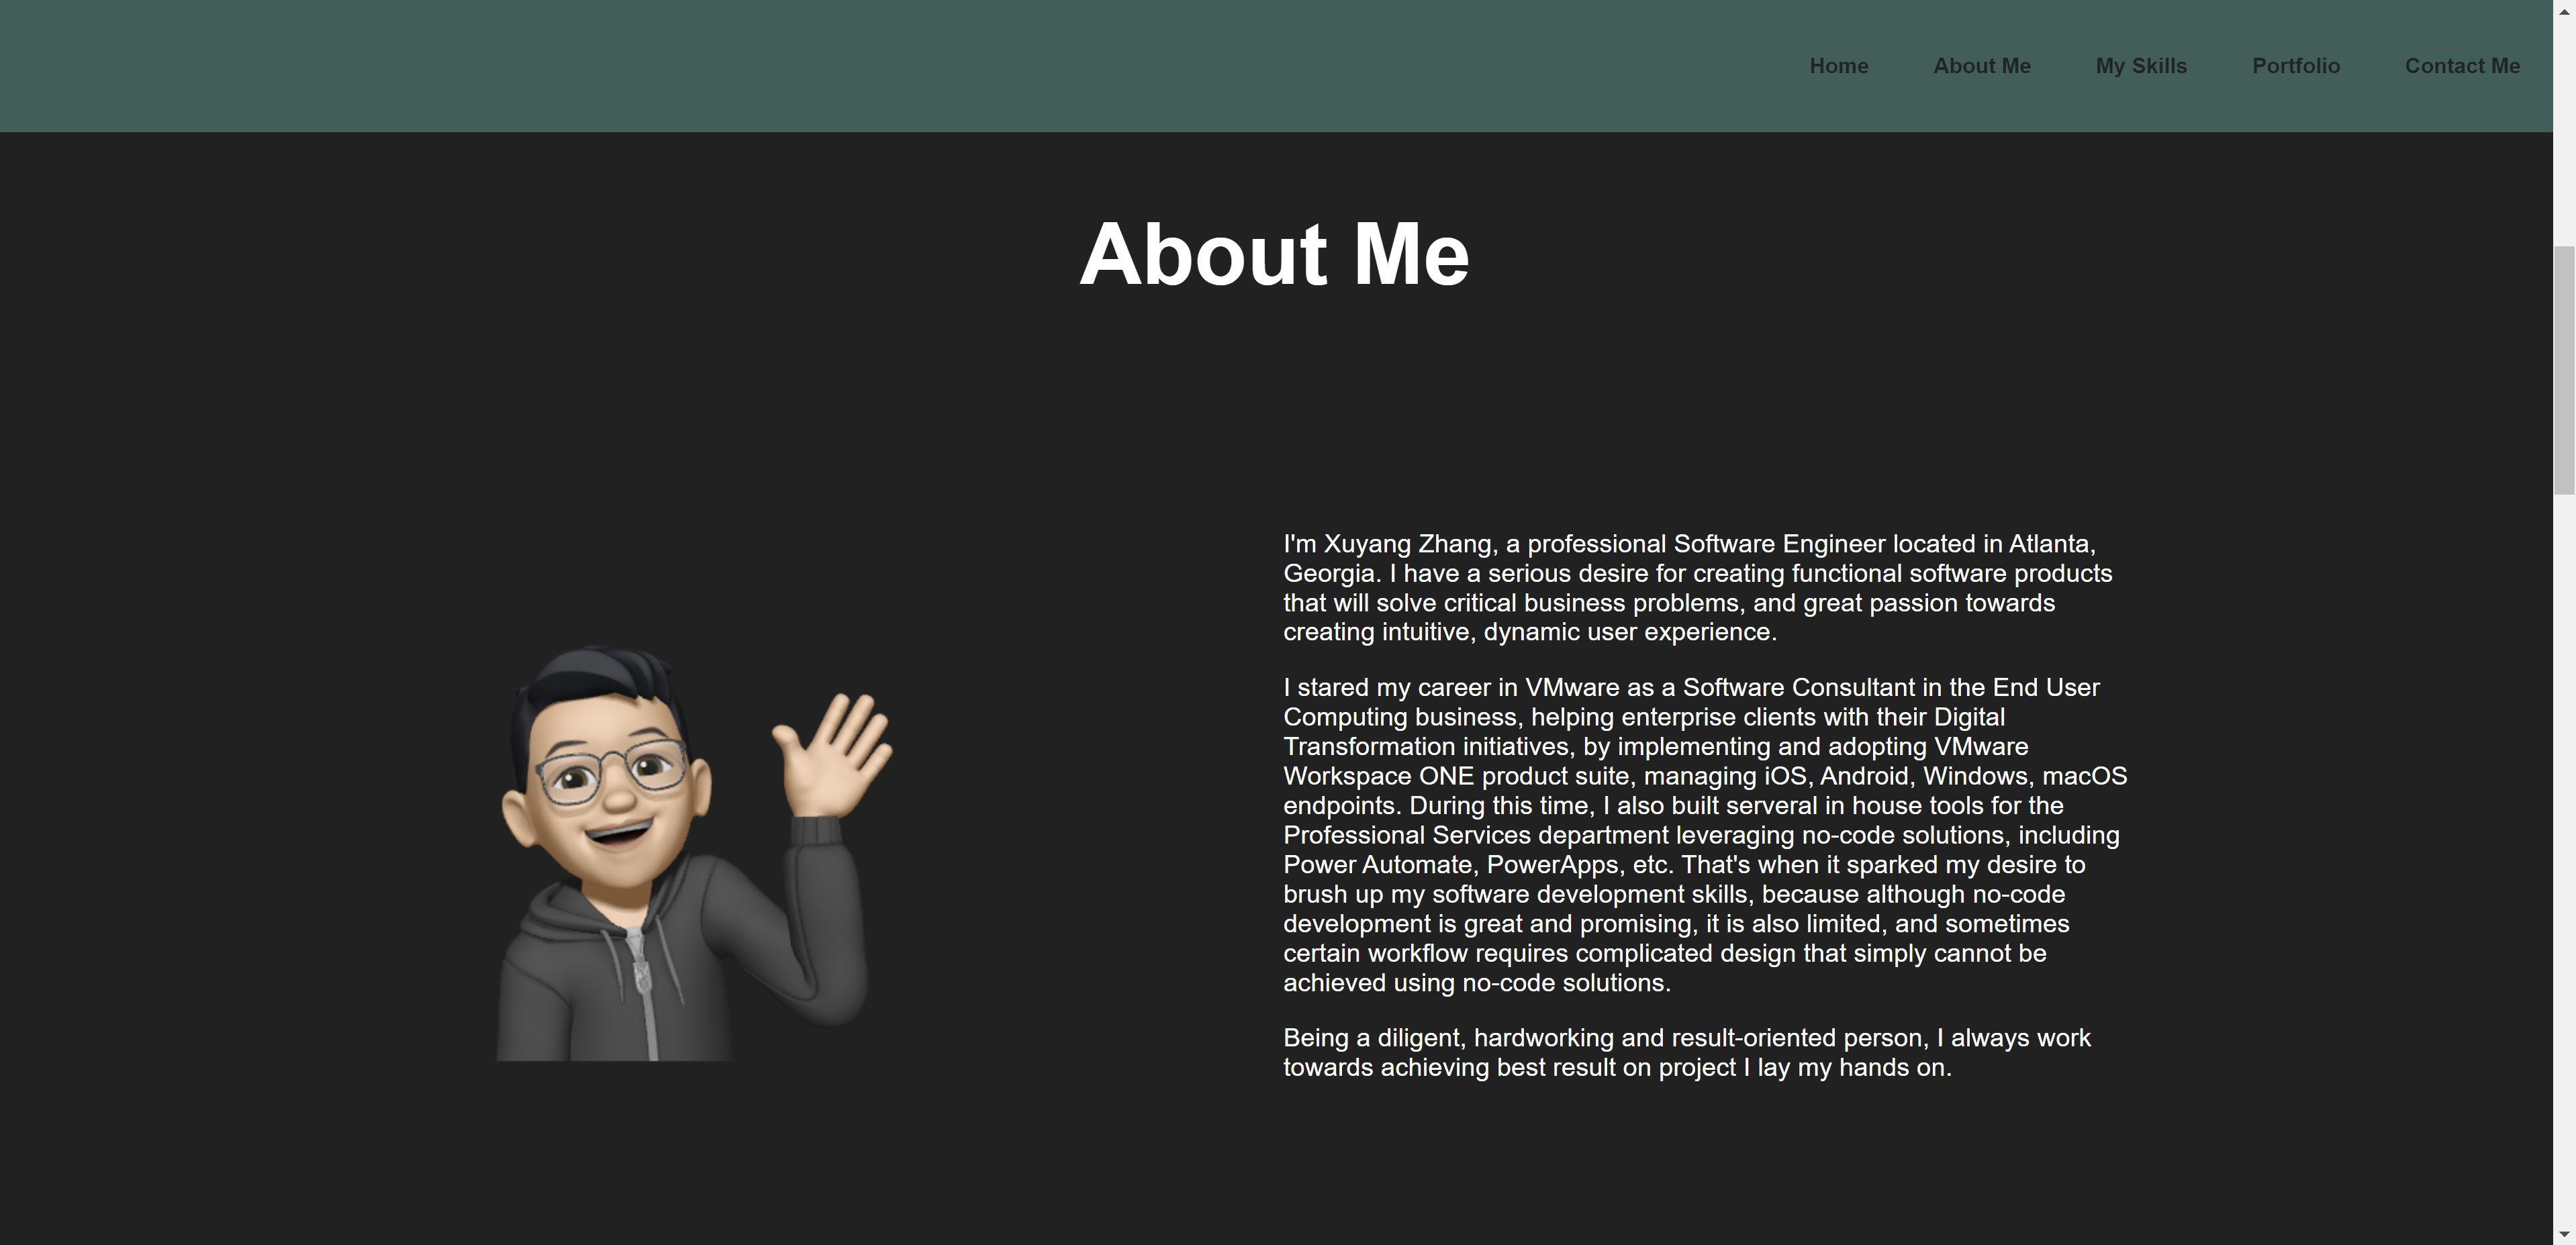 Home About Me My Skills Portfolio Contact Me
About Me
I'm Xuyang Zhang, a professional Software Engineer located in Atlanta,
Georgia. I have a serious desire for creating functional software products
that will solve critical business problems, and great passion towards
creating intuitive, dynamic user experience.
I stared my career in VMware as a Software Consultant in the End User
Computing business, helping enterprise clients with their Digital
Transformation initiatives, by implementing and adopting VMware
Workspace ONE product suite, managing iOS, Android, Windows, macOS
endpoints. During this time, I also built serveral in house tools for the
Professional Services department leveraging no-code solutions, including
Power Automate, PowerApps, etc. That's when it sparked my desire to
brush up my software development skills, because although no-code
development is great and promising, it is also limited, and sometimes
certain workflow requires complicated design that simply cannot be
achieved using no-code solutions.
Being a diligent, hardworking and result-oriented person, I always work
towards achieving best result on project I lay my hands on.